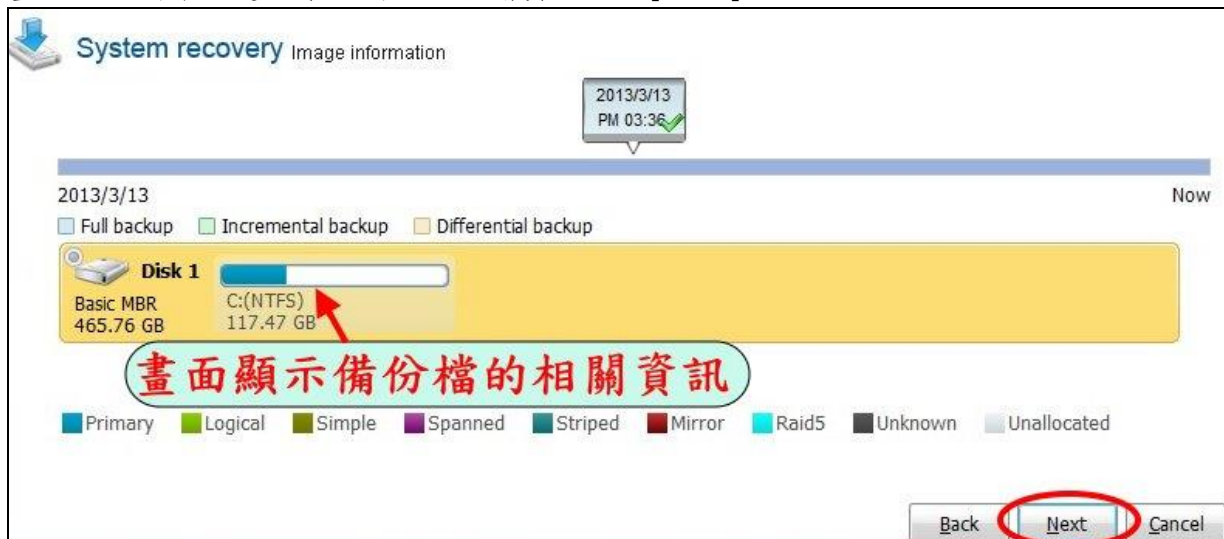 System recovery Image information
2013/3/13
PM 03:36
2013/3/13 Now
Full backup Incremental backup Differential backup
Disk 1
Basic MBR
465.76 GB
C:(NTFS)
117.47 GB
畫面顯示備份檔的相關資訊
Primary Logical Simple Spanned Striped Mirror Raid5 Unknown Unallocated
Back Next Cancel